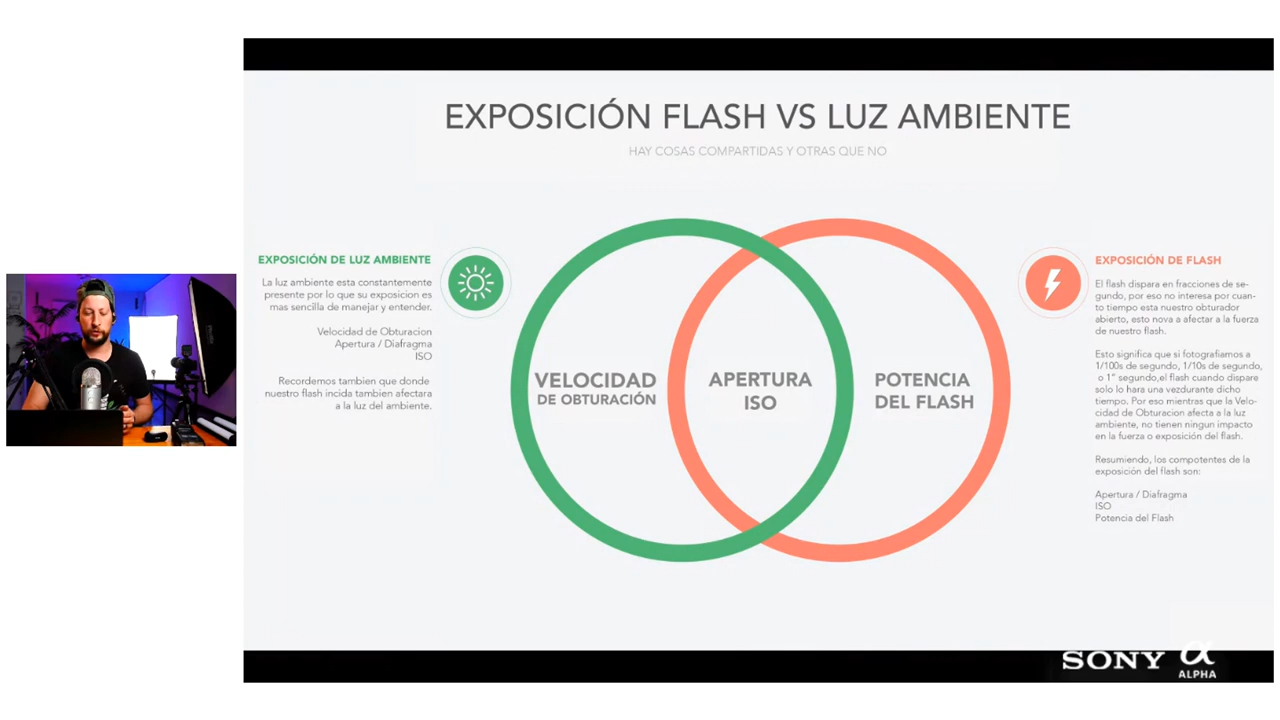 EXPOSICIÓN FLASH VS LUZ AMBIENTE
HAY COSAS COMPARTIDAS Y OTRAS QUE NO
EXPOSICIÓN DE LUZ AMBIENTE
La luz ambiente esta constantemente
presente por lo que su exposicion es
mas sencilla de manejar y entender.
Velocidad de Obturacion
Apertura / Diafragma
ISO
Recordemos tambien que donde
nuestro flash incida tambien afectara
a la luz del ambiente.
VELOCIDAD
DE OBTURACIÓN
APERTURA
ISO
POTENCIA
DEL FLASH
EXPOSICIÓN DE FLASH
El flash dispara en fracciones de se-
gundo, por eso no interesa por cuan-
to tiempo esta nuestro obturador
abierto, esto nova a afectar a la fuerza
de nuestro flash.
Esto significa que si fotografiamos a
1/100s de segundo, 1/10s de segundo,
o 1" segundo,el flash cuando dispare
solo lo hara una vezdurante dicho
tiempo. Por eso mientras que la Velo-
cidad de Obturacion afecta a la luz
ambiente, no tienen ningun impacto
en la fuerza o exposición del flash.
Resumiendo, los compotentes de la
exposición del flash son:
Apertura / Diafragma
ISO
Potencia del Flash
SONY α
ALPHA